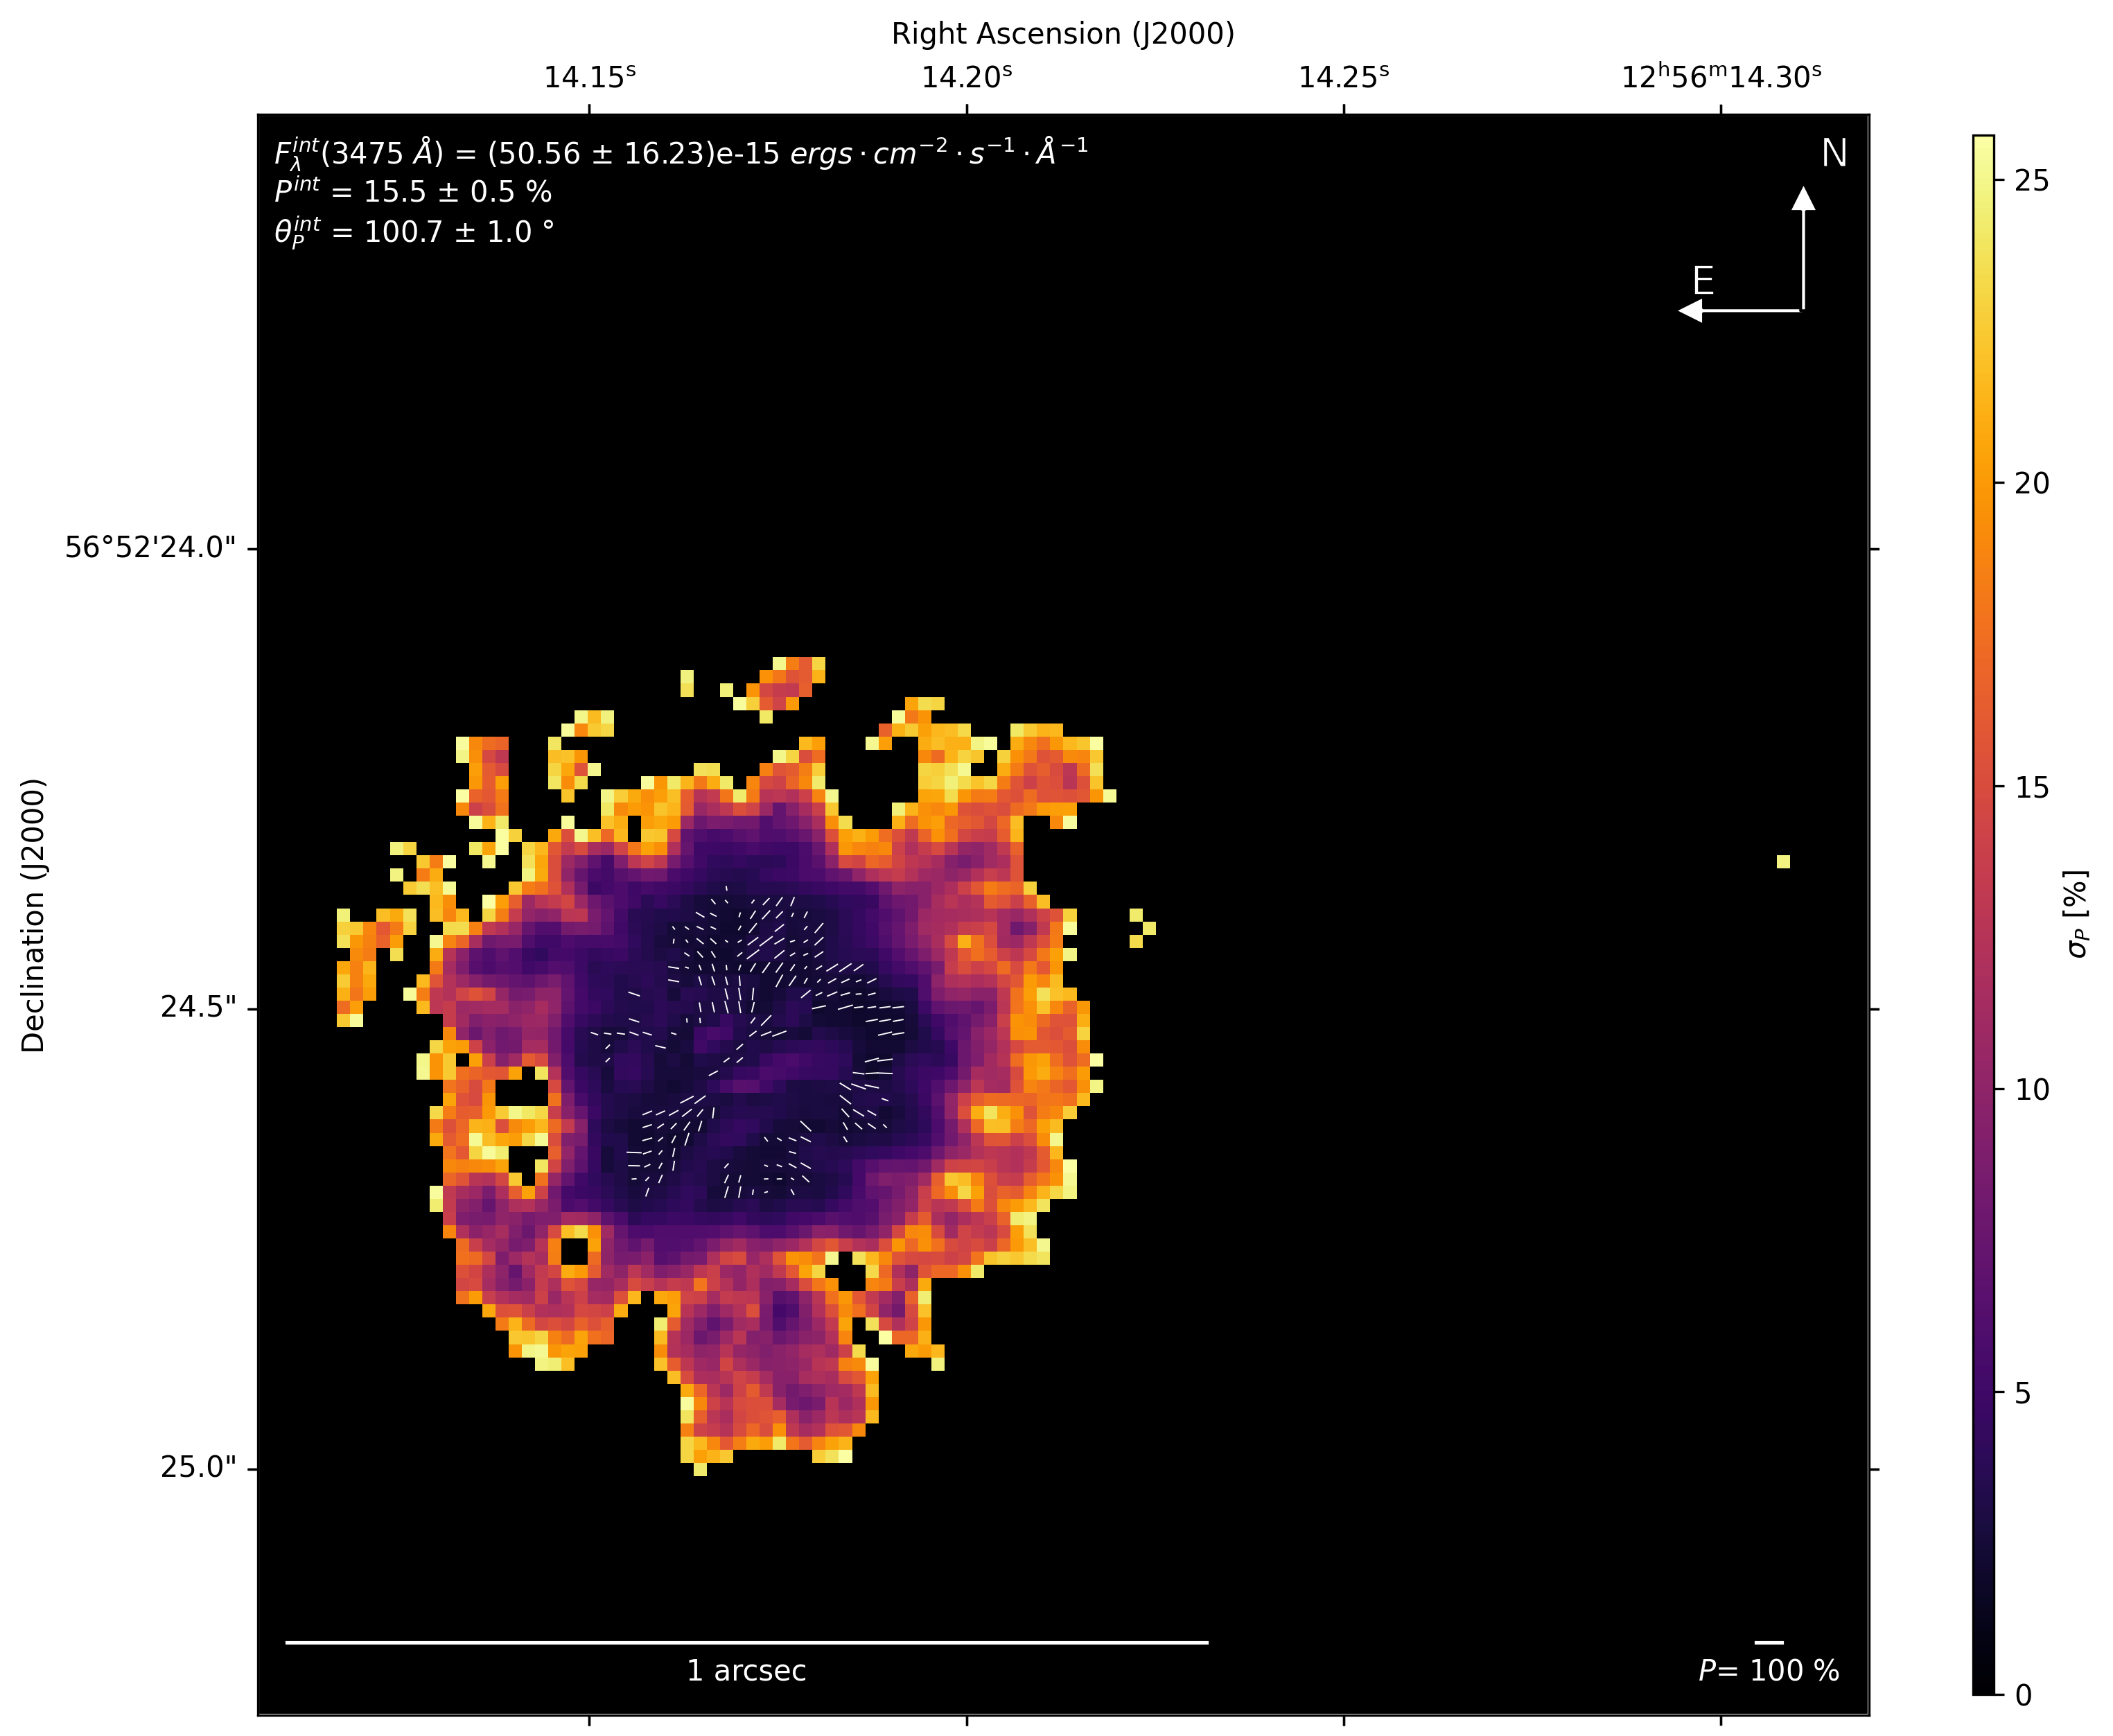 Right Ascension (J2000)
14.15ˢ 14.20ˢ 14.25ˢ 12ʰ56ᵐ14.30ˢ
F_λ^int(3475 Å) = (50.56 ± 16.23)e-15 ergs · cm⁻² · s⁻¹ · Å⁻¹
P^int = 15.5 ± 0.5 %
θ_P^int = 100.7 ± 1.0 °
N
E
56°52'24.0"
24.5"
25.0"
Declination (J2000)
1 arcsec
P= 100 %
25
20
15
10
5
0
σ_P [%]